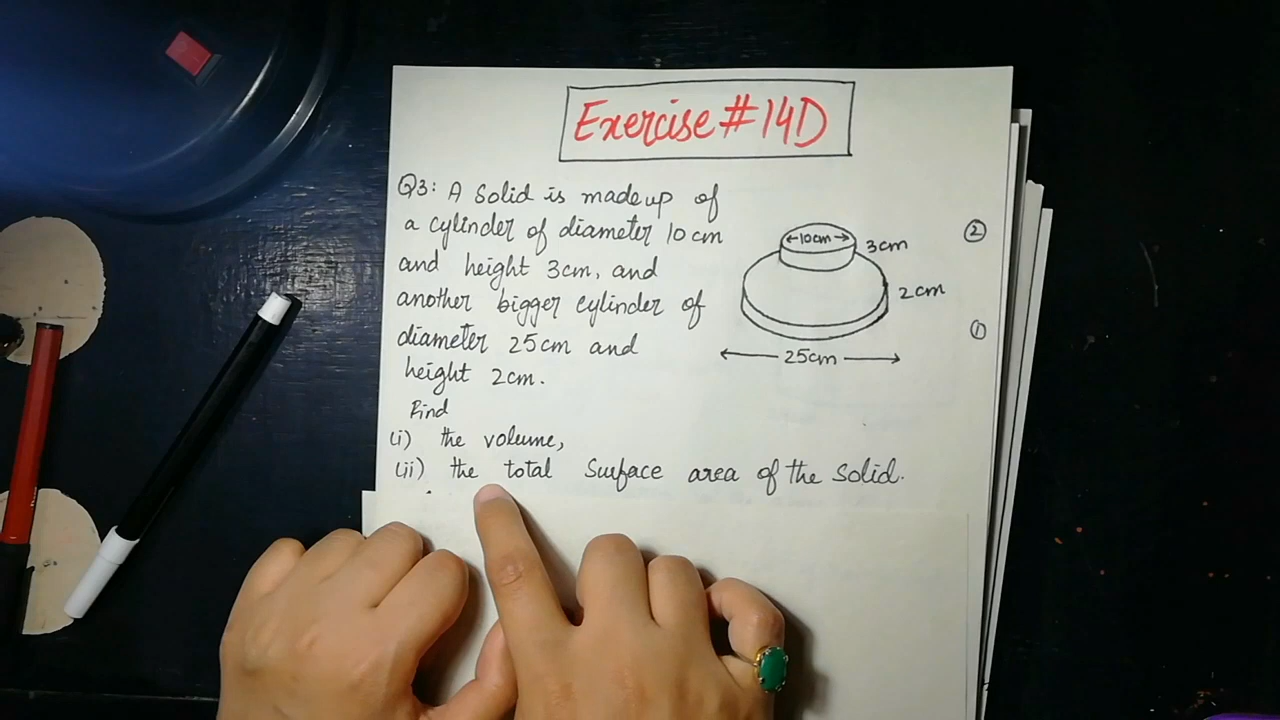 Exercise #14D
Q3: A Solid is made up of
a cylinder of diameter 10 cm
and height 3cm, and
another bigger cylinder of
diameter 25cm and
height 2cm.
Find
(i) the volume,
(ii) the total Surface area of the solid.
10cm
3cm
2
2cm
1
25cm